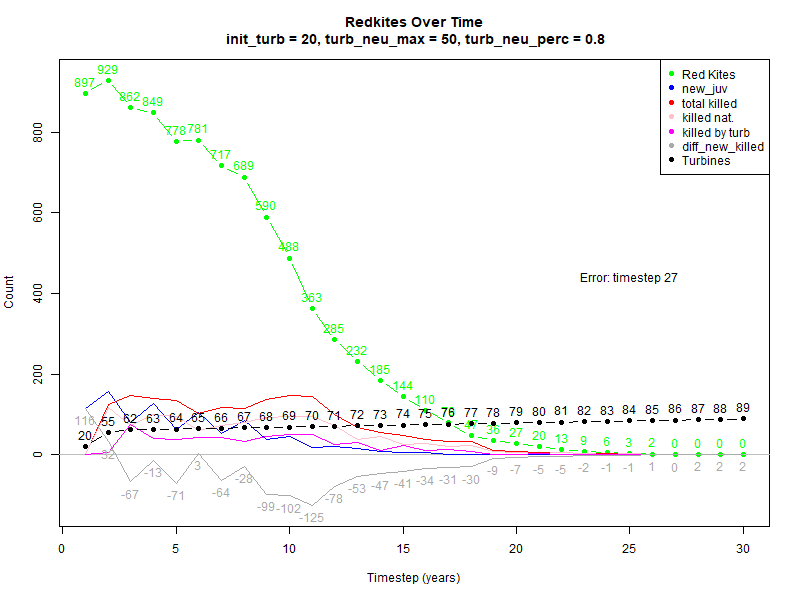 Redkites Over Time
init_turb = 20, turb_neu_max = 50, turb_neu_perc = 0.8
Red Kites
new_juv
total killed
killed nat.
killed by turb
diff_new_killed
Turbines
897 929 862 849 778 781 717 689 590 488 363 285 232 185 144 110 36 27 20 13 9 6 3 2 0 0 0 0
Error: timestep 27
20 55 62 63 64 65 66 67 68 69 70 71 72 73 74 75 76 77 78 79 80 81 82 83 84 85 86 87 88 89
116 32 -67 -13 -71 3 -64 -28 -99 -102 -125 -78 -53 -47 -41 -34 -31 -30 -9 -7 -5 -5 -2 -1 -1 1 0 2 2 2
Count
0 200 400 600 800
0 5 10 15 20 25 30
Timestep (years)